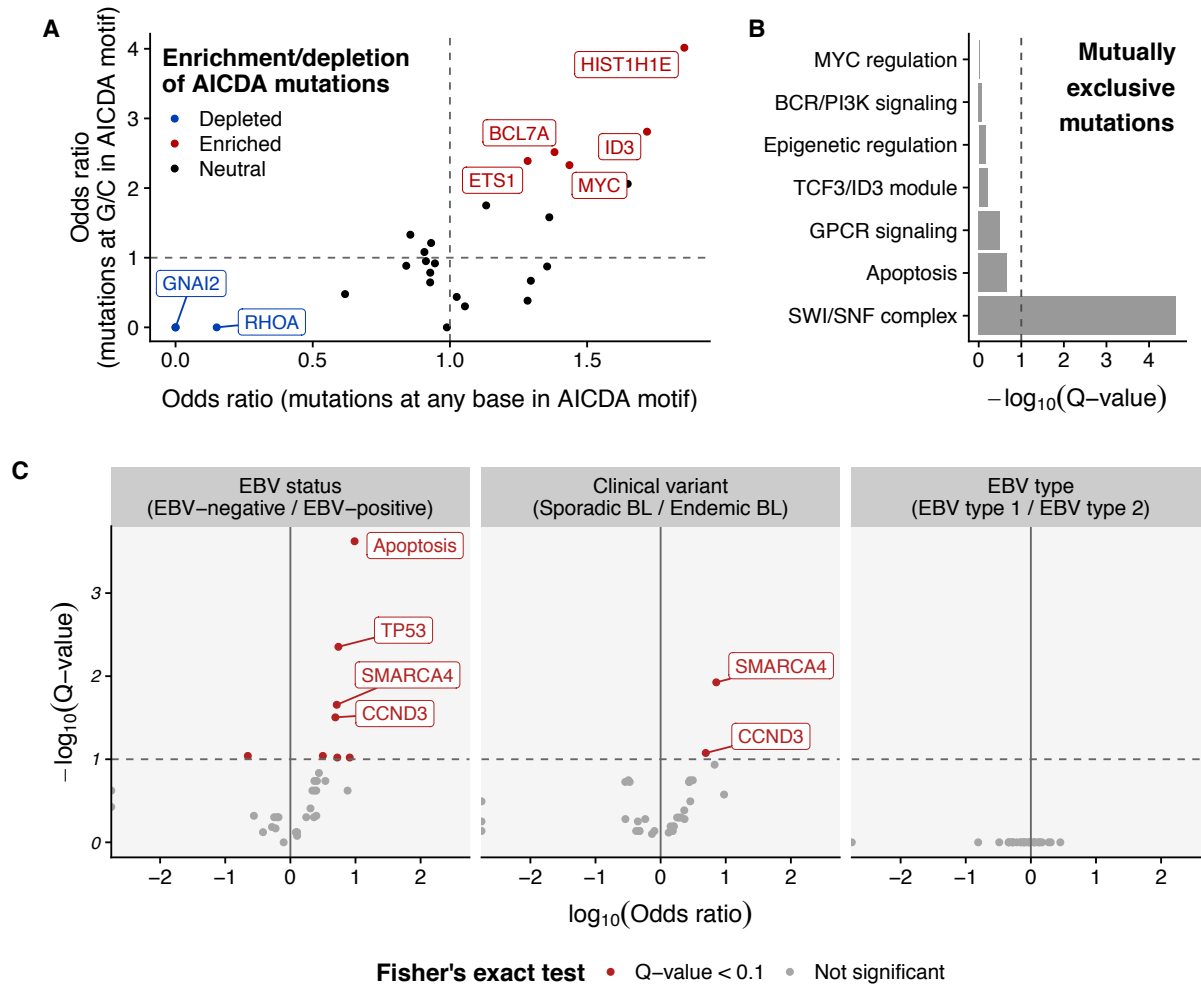 A
Enrichment/depletion
of AICDA mutations
Depleted
Enriched
Neutral
HIST1H1E
BCL7A
ID3
ETS1
MYC
GNAI2
RHOA
Odds ratio
(mutations at G/C in AICDA motif)
4
3
2
1
0
0.0 0.5 1.0 1.5
Odds ratio (mutations at any base in AICDA motif)
B
Mutually
exclusive
mutations
MYC regulation
BCR/PI3K signaling
Epigenetic regulation
TCF3/ID3 module
GPCR signaling
Apoptosis
SWI/SNF complex
0 1 2 3 4
−log10(Q−value)
C
EBV status
(EBV−negative / EBV−positive)
Clinical variant
(Sporadic BL / Endemic BL)
EBV type
(EBV type 1 / EBV type 2)
Apoptosis
TP53
SMARCA4
CCND3
SMARCA4
CCND3
−log10(Q−value)
3
2
1
0
−2 −1 0 1 2
−2 −1 0 1 2
−2 −1 0 1 2
log10(Odds ratio)
Fisher's exact test Q−value < 0.1 Not significant